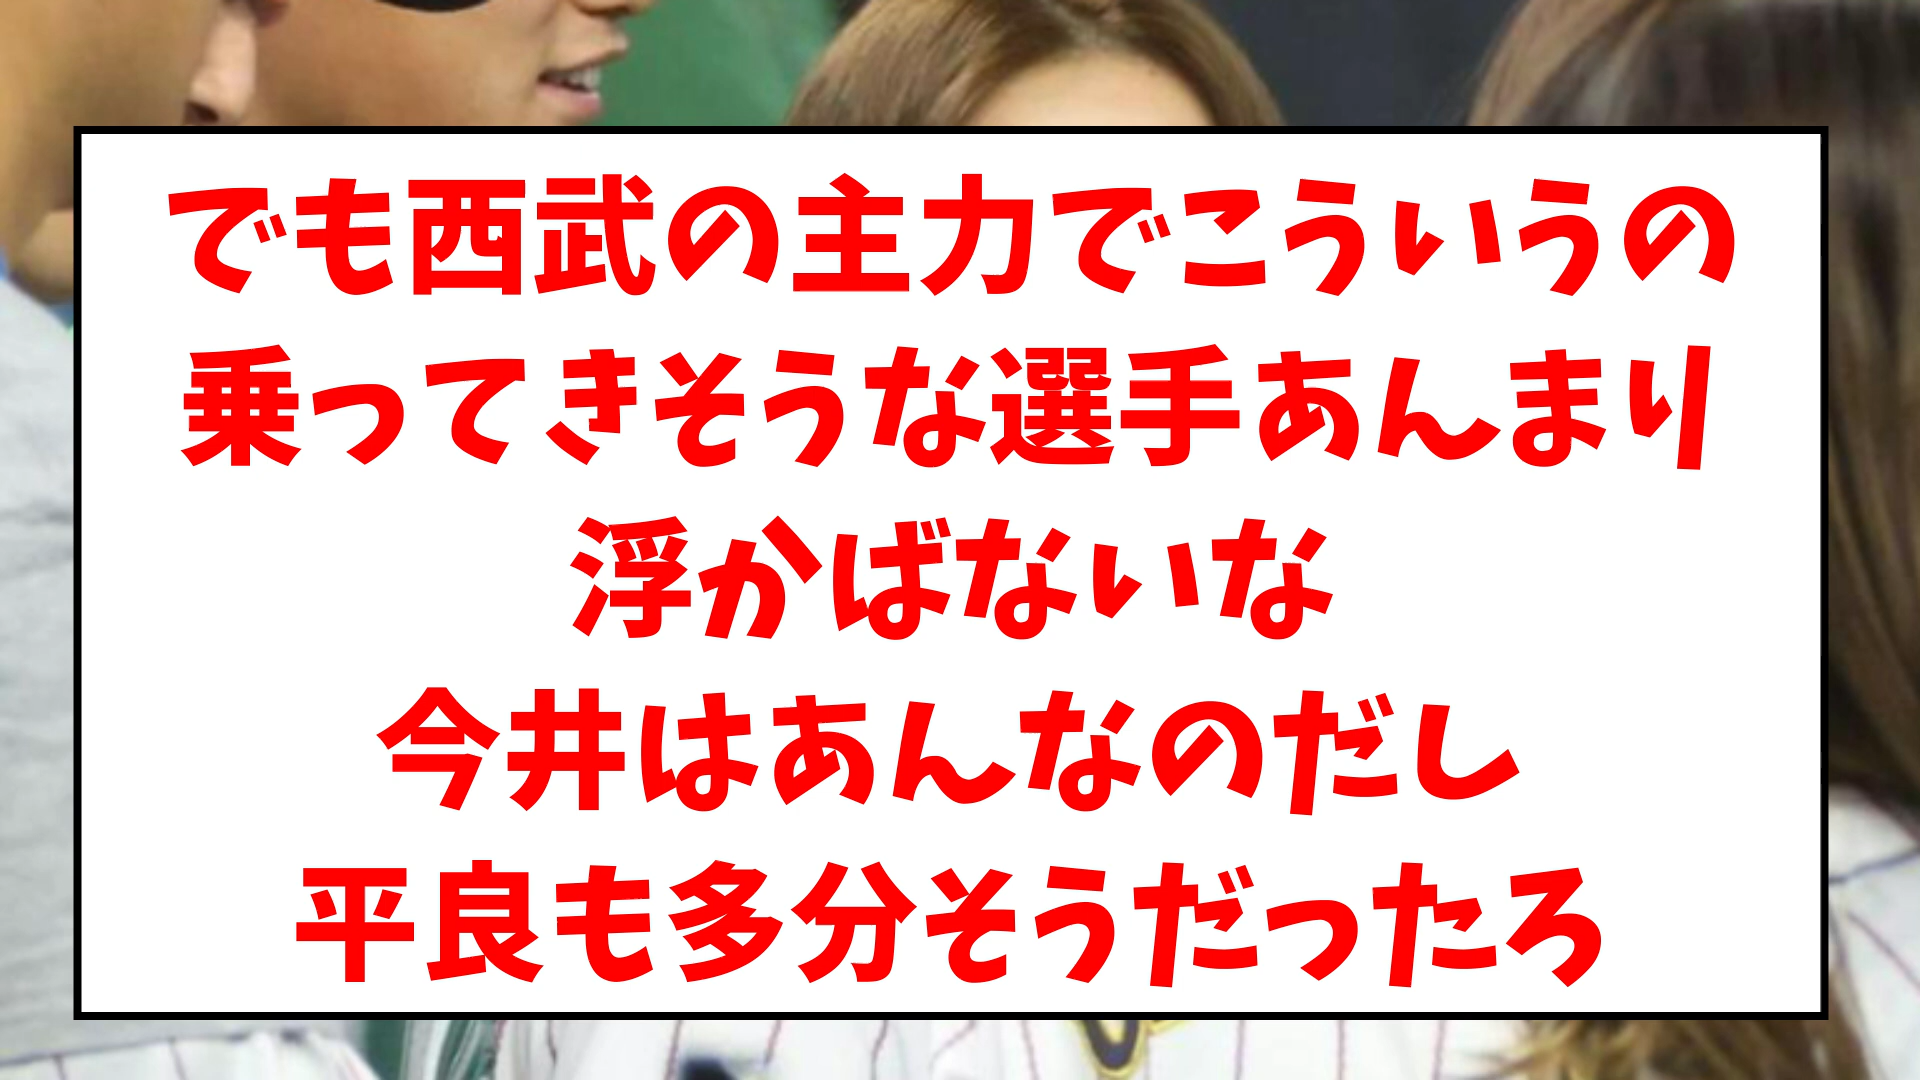 でも西武の主力でこういうの
乗ってきそうな選手あんまり
浮かばないな
今井はあんなのだし
平良も多分そうだったろ